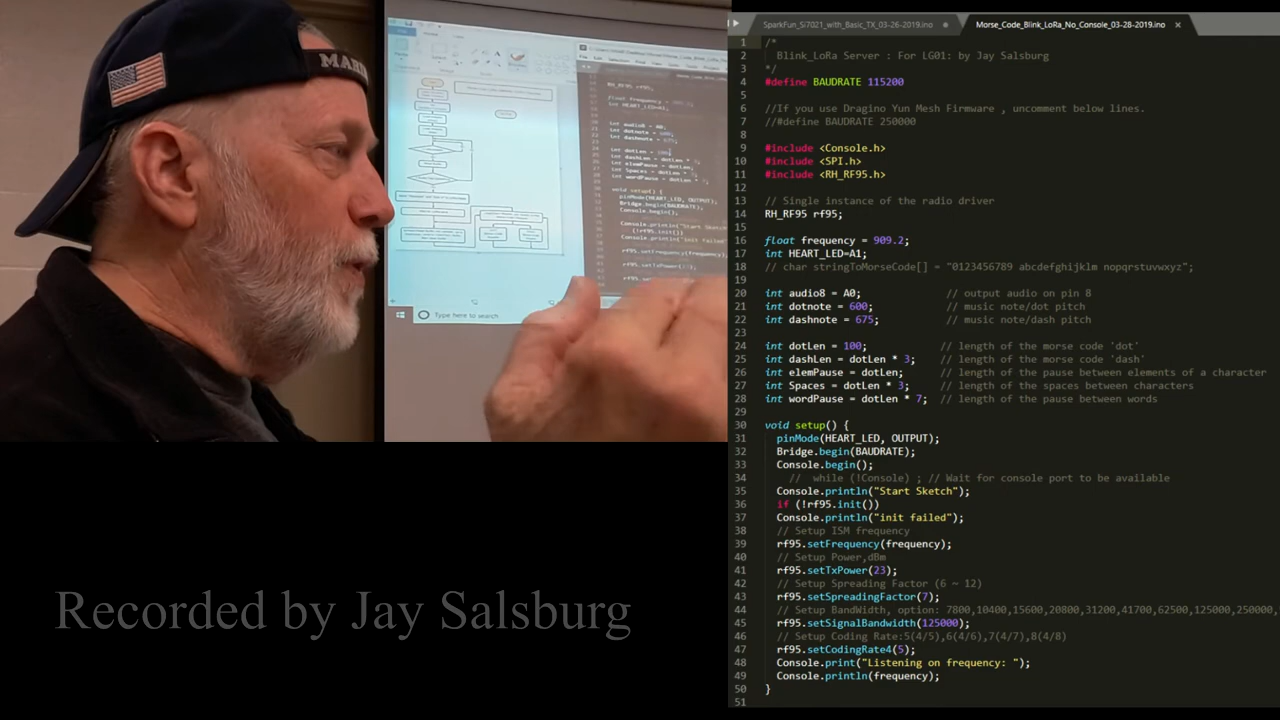 MARI
Type here to search
Recorded by Jay Salsburg
SparkFun_Si7021_with_Basic_TX_03-26-2019.ino
Morse_Code_Blink_LoRa_No_Console_03-28-2019.ino
1 /*
2 Blink_LoRa Server : For LG01: by Jay Salsburg
3 */
4 #define BAUDRATE 115200
5
6 //If you use Dragino Yun Mesh Firmware , uncomment below lines.
7 //#define BAUDRATE 250000
8
9 #include <Console.h>
10 #include <SPI.h>
11 #include <RH_RF95.h>
12
13 // Single instance of the radio driver
14 RH_RF95 rf95;
15
16 float frequency = 909.2;
17 int HEART_LED=A1;
18 // char stringToMorseCode[] = "0123456789 abcdefghijklm nopqrstuvwxyz";
19
20 int audio8 = A0; // output audio on pin 8
21 int dotnote = 600; // music note/dot pitch
22 int dashnote = 675; // music note/dash pitch
23
24 int dotLen = 100; // length of the morse code 'dot'
25 int dashLen = dotLen * 3; // length of the morse code 'dash'
26 int elemPause = dotLen; // length of the pause between elements of a character
27 int Spaces = dotLen * 3; // length of the spaces between characters
28 int wordPause = dotLen * 7; // length of the pause between words
29
30 void setup() {
31 pinMode(HEART_LED, OUTPUT);
32 Bridge.begin(BAUDRATE);
33 Console.begin();
34 // while (!Console) ; // Wait for console port to be available
35 Console.println("Start Sketch");
36 if (!rf95.init())
37 Console.println("init failed");
38 // Setup ISM frequency
39 rf95.setFrequency(frequency);
40 // Setup Power,dBm
41 rf95.setTxPower(23);
42 // Setup Spreading Factor (6 ~ 12)
43 rf95.setSpreadingFactor(7);
44 // Setup BandWidth, option: 7800,10400,15600,20800,31200,41700,62500,125000,250000,
45 rf95.setSignalBandwidth(125000);
46 // Setup Coding Rate:5(4/5),6(4/6),7(4/7),8(4/8)
47 rf95.setCodingRate4(5);
48 Console.print("Listening on frequency: ");
49 Console.println(frequency);
50 }
51